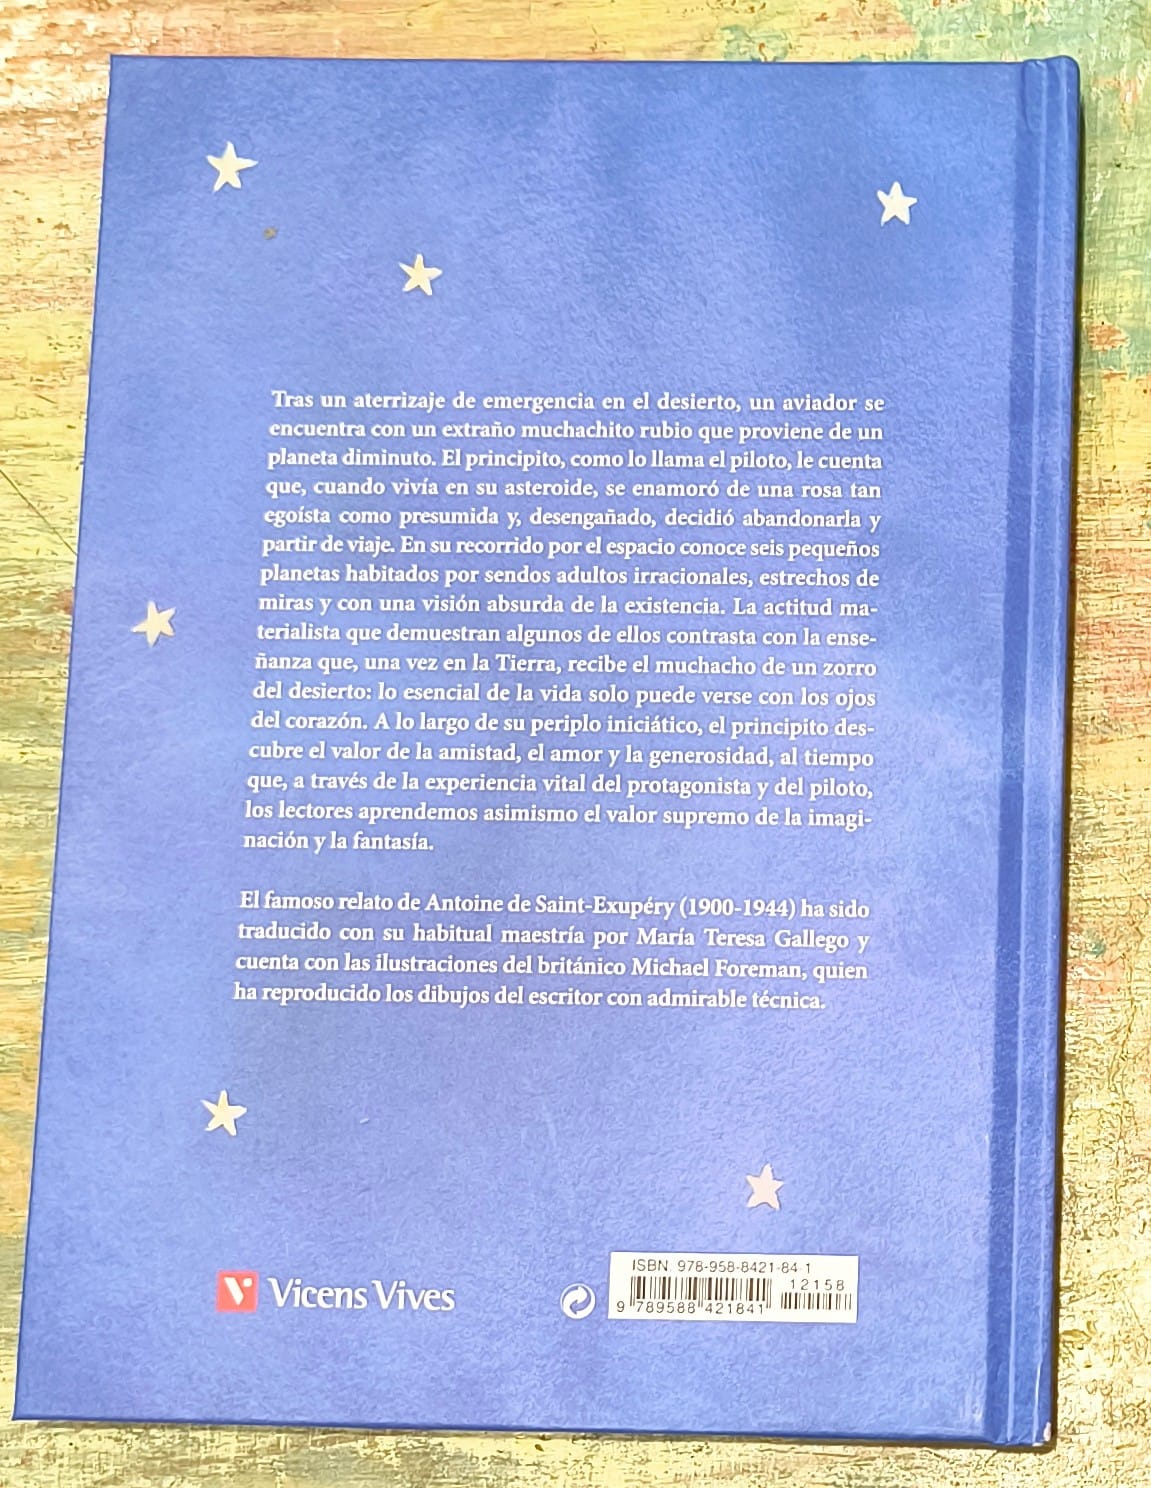 Tras un aterrizaje de emergencia en el desierto, un aviador se
encuentra con un extraño muchachito rubio que proviene de un
planeta diminuto. El principito, como lo llama el piloto, le cuenta
que, cuando vivía en su asteroide, se enamoró de una rosa tan
egoísta como presumida y, desengañado, decidió abandonarla y
partir de viaje. En su recorrido por el espacio conoce seis pequeños
planetas habitados por sendos adultos irracionales, estrechos de
miras y con una visión absurda de la existencia. La actitud ma-
terialista que demuestran algunos de ellos contrasta con la ense-
ñanza que, una vez en la Tierra, recibe el muchacho de un zorro
del desierto: lo esencial de la vida solo puede verse con los ojos
del corazón. A lo largo de su periplo iniciático, el principito des-
cubre el valor de la amistad, el amor y la generosidad, al tiempo
que, a través de la experiencia vital del protagonista y del piloto,
los lectores aprendemos asimismo el valor supremo de la imagi-
nación y la fantasía.
El famoso relato de Antoine de Saint-Exupéry (1900-1944) ha sido
traducido con su habitual maestría por María Teresa Gallego y
cuenta con las ilustraciones del británico Michael Foreman, quien
ha reproducido los dibujos del escritor con admirable técnica.
Vicens Vives
ISBN 978-958-8421-84-1
12158
9 789588 421841